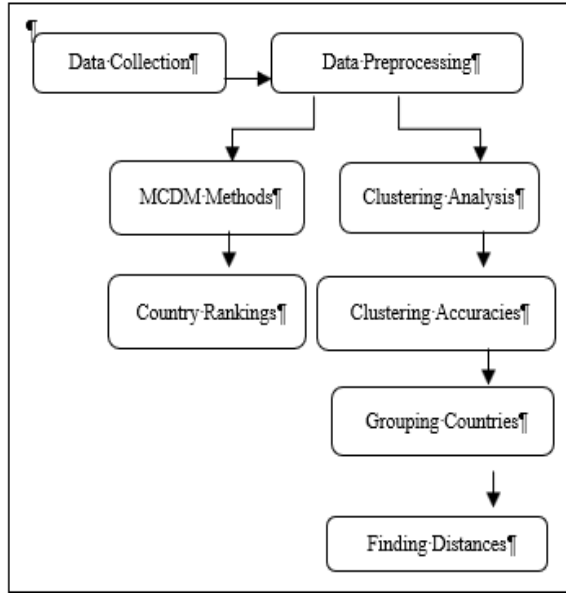 ¶
Data·Collection¶
Data·Preprocessing¶
MCDM·Methods¶
Clustering·Analysis¶
Country·Rankings¶
Clustering·Accuracies¶
Grouping·Countries¶
Finding·Distances¶